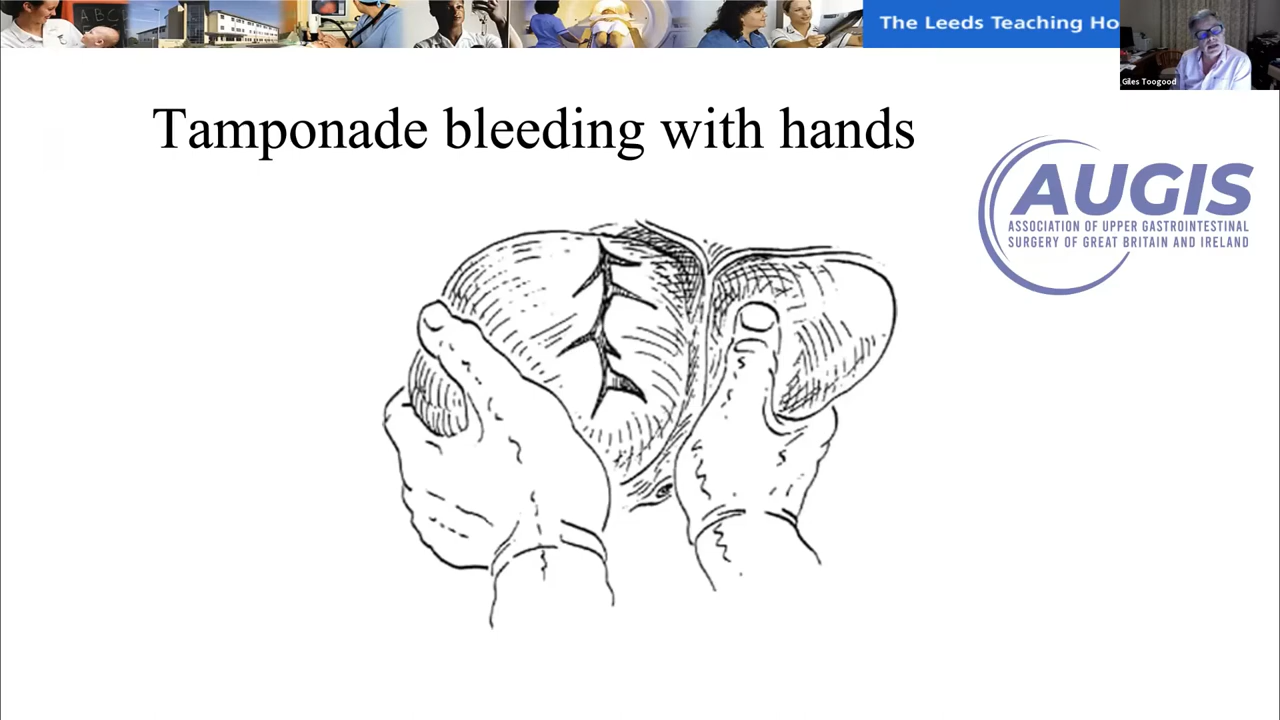 ABC
The Leeds Teaching Ho
Giles Toogood
Tamponade bleeding with hands
AUGIS
ASSOCIATION OF UPPER GASTROINTESTINAL
SURGERY OF GREAT BRITAIN AND IRELAND